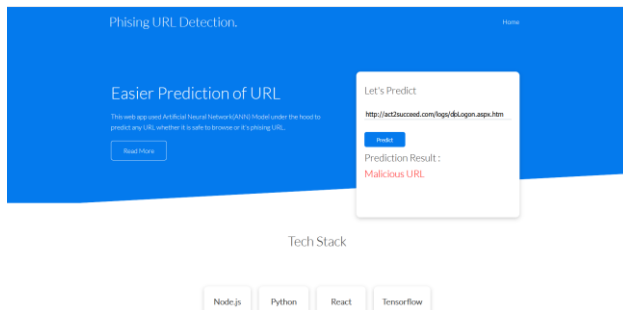 Phising URL Detection.
Home
Easier Prediction of URL
This web app used Artificial Neural Network(ANN) Model under the hood to
predict any URL, whether it is safe to browse or it's phising URL.
Read More
Let's Predict
http://act2succeed.com/logs/dpLogon.aspx.htm
Predict
Prediction Result :
Malicious URL
Tech Stack
Node.js
Python
React
Tensorflow